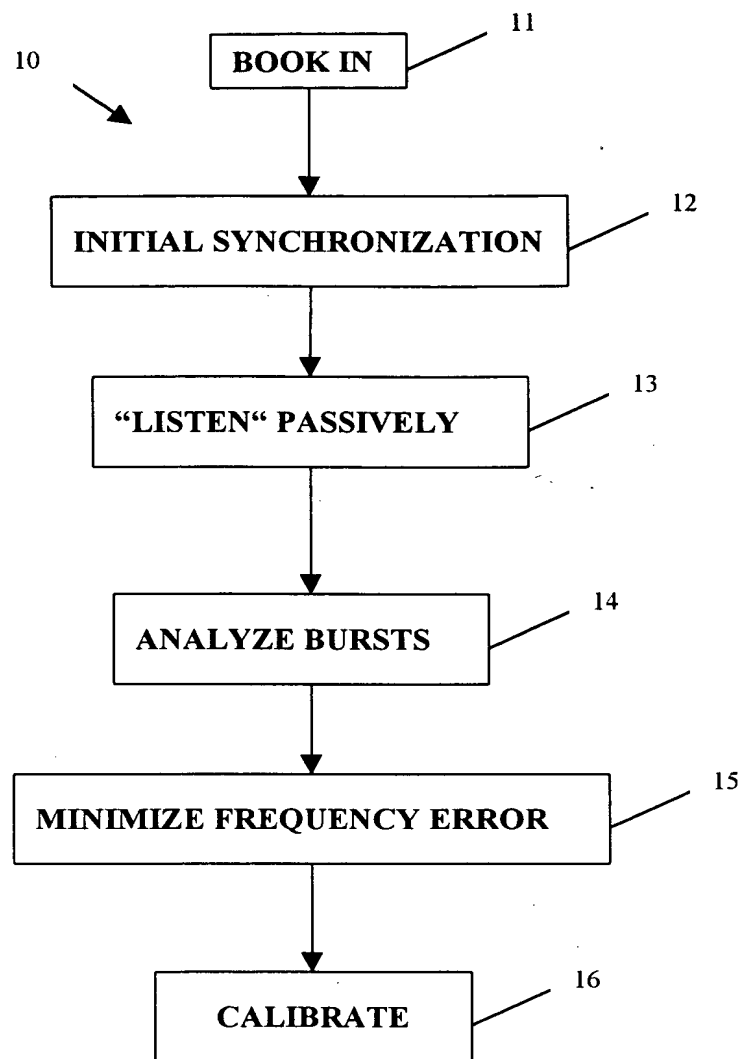 11
10
BOOK IN
12
INITIAL SYNCHRONIZATION
13
“LISTEN“ PASSIVELY
14
ANALYZE BURSTS
15
MINIMIZE FREQUENCY ERROR
16
CALIBRATE